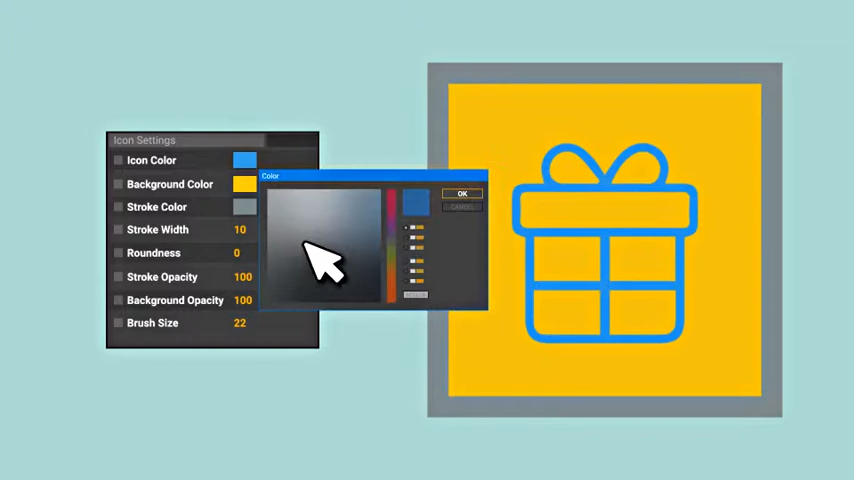 Icon Settings
Icon Color
Background Color
Stroke Color
Stroke Width 10
Roundness 0
Stroke Opacity 100
Background Opacity 100
Brush Size 22
Color
OK
CANCEL